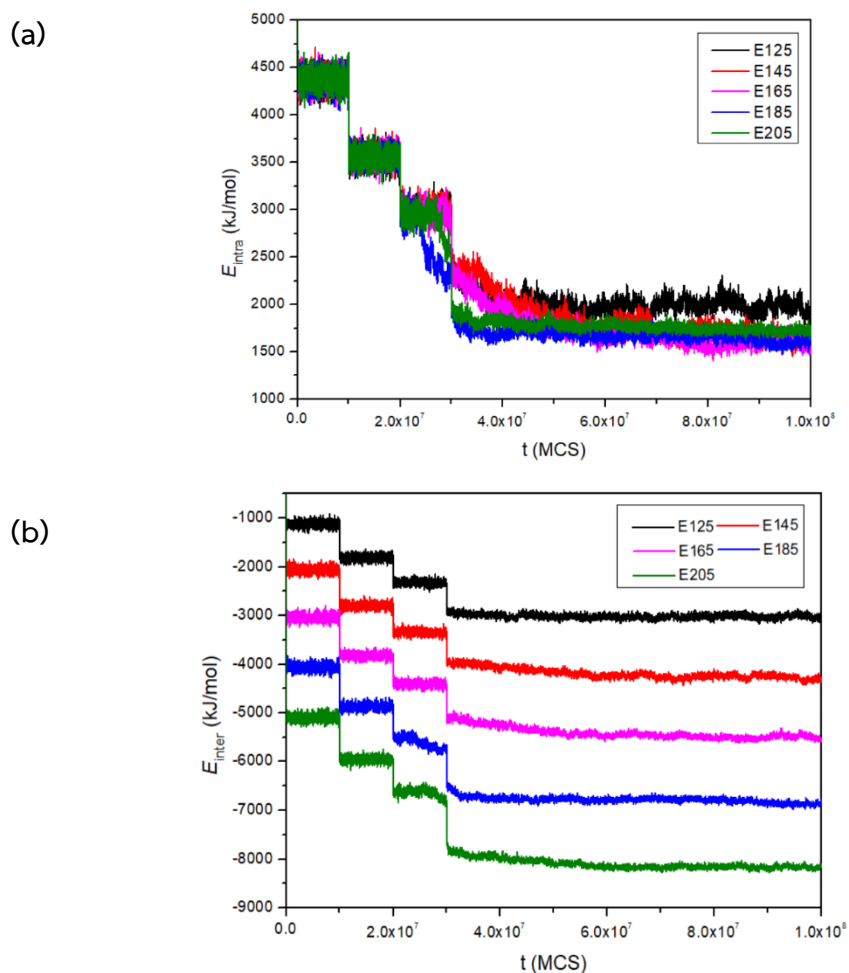 (a)
5000
4500
4000
3500
3000
2500
2000
1500
1000
E_intra (kJ/mol)
E125
E145
E165
E185
E205
0.0 2.0x10^7 4.0x10^7 6.0x10^7 8.0x10^7 1.0x10^8
t (MCS)
(b)
-1000
-2000
-3000
-4000
-5000
-6000
-7000
-8000
-9000
E_inter (kJ/mol)
E125 E145
E165 E185
E205
0.0 2.0x10^7 4.0x10^7 6.0x10^7 8.0x10^7 1.0x10^8
t (MCS)